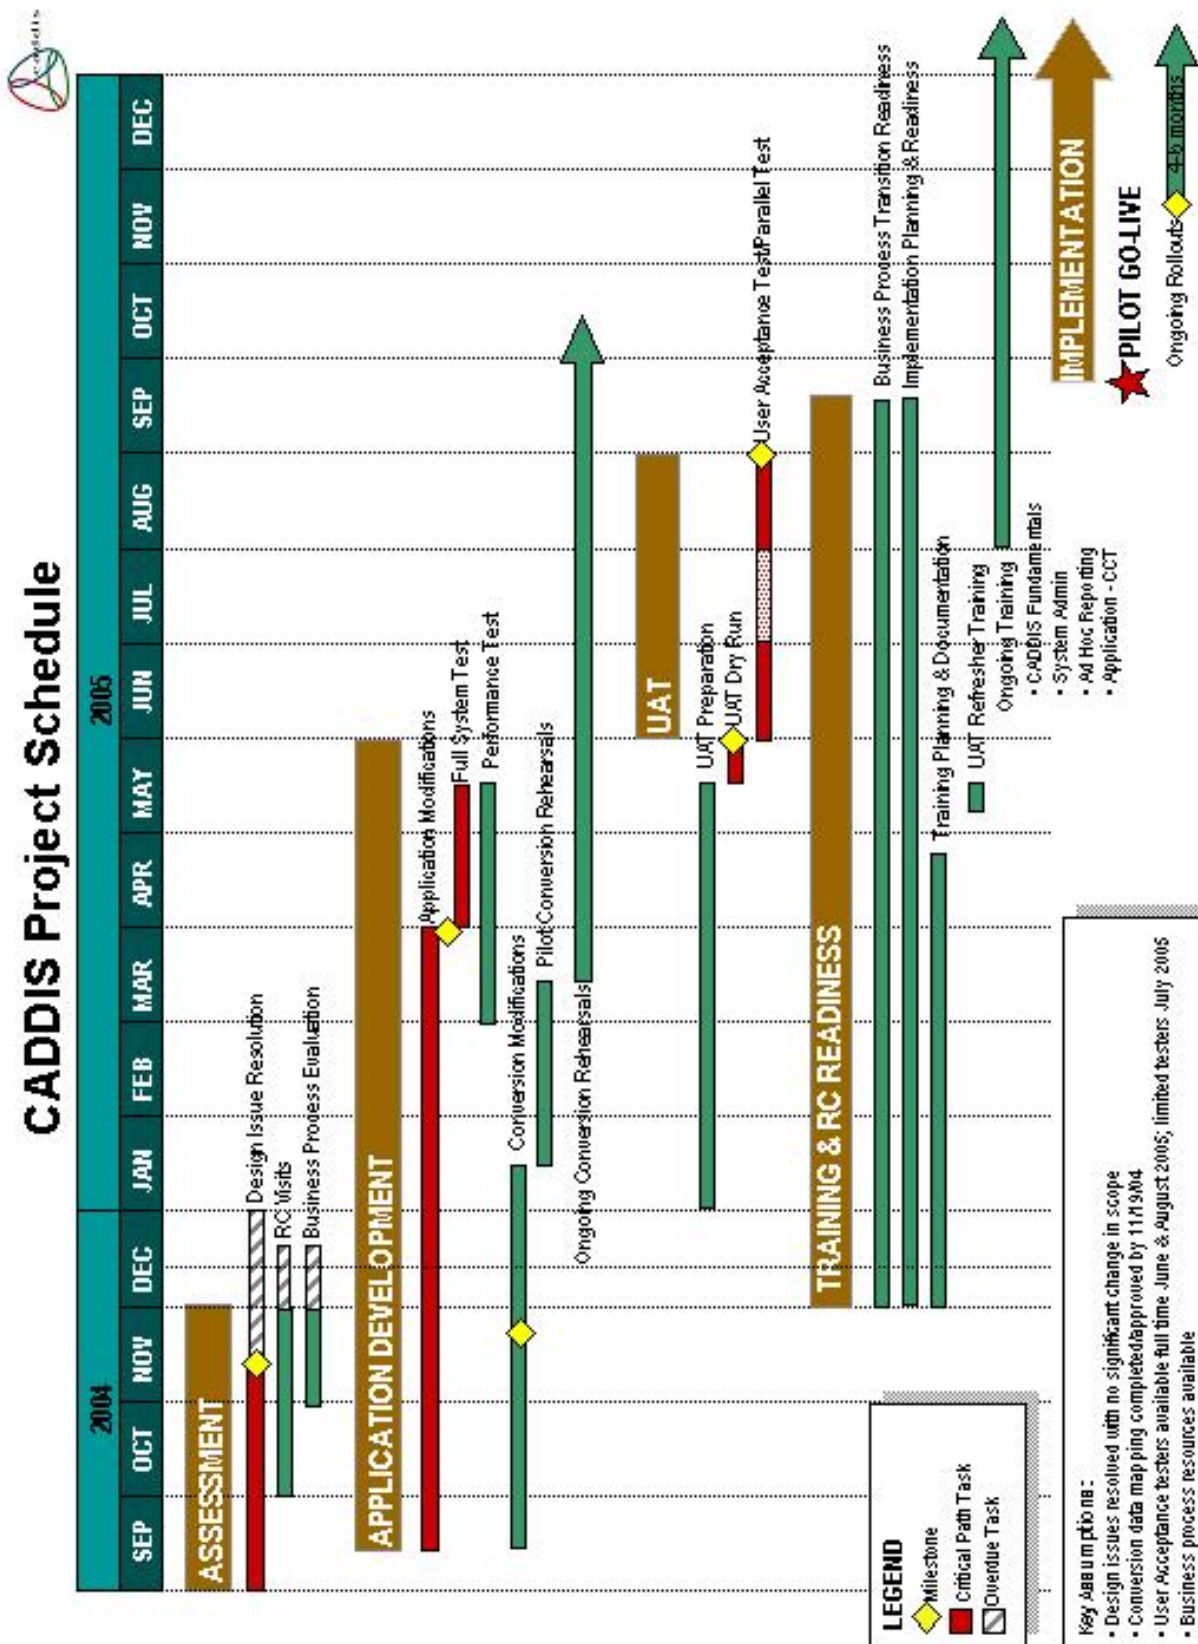 caddis
CADDIS Project Schedule
2004
2005
SEP
OCT
NOV
DEC
JAN
FEB
MAR
APR
MAY
JUN
JUL
AUG
SEP
OCT
NOV
DEC
ASSESSMENT
Design Issue Resolution
RC Visits
Business Process Evaluation
APPLICATION DEVELOPMENT
Application Modifications
Full System Test
Performance Test
Conversion Modifications
Pilot Conversion Rehearsals
Ongoing Conversion Rehearsals
UAT
UAT Preparation
UAT Dry Run
User Acceptance Test/Parallel Test
TRAINING & RC READINESS
Business Process Transition Readiness
Implementation Planning & Readiness
Training Planning & Documentation
UAT Refresher Training
Ongoing Training
• CADDIS Fundamentals
• System Admin
• Ad Hoc Reporting
• Application - CCT
IMPLEMENTATION
PILOT GO-LIVE
Ongoing Rollouts
4-6 months
LEGEND
Milestone
Critical Path Task
Overdue Task
Key Assumptions:
• Design issues resolved with no significant change in scope
• Conversion data mapping completed/approved by 11/19/04
• User Acceptance testers available full time June & August 2005; limited testers July 2005
• Business process resources available